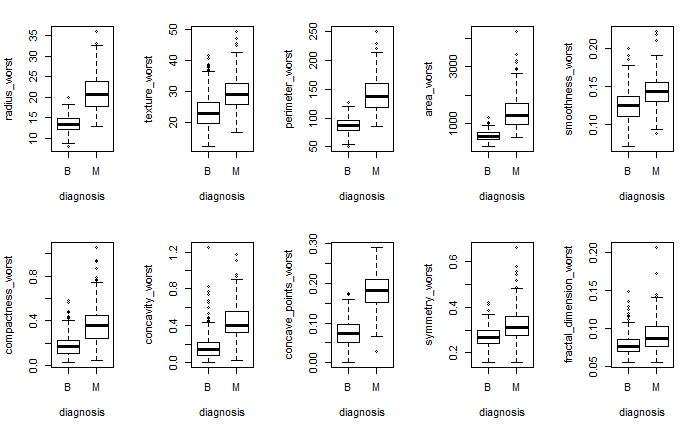 radius_worst
35
30
25
20
15
10
B M
diagnosis
texture_worst
50
40
30
20
B M
diagnosis
perimeter_worst
250
200
150
100
50
B M
diagnosis
area_worst
3000
1000
B M
diagnosis
smoothness_worst
0.20
0.15
0.10
B M
diagnosis
compactness_worst
0.8
0.4
0.0
B M
diagnosis
concavity_worst
1.2
0.8
0.4
0.0
B M
diagnosis
concave_points_worst
0.30
0.20
0.10
0.00
B M
diagnosis
symmetry_worst
0.6
0.4
0.2
B M
diagnosis
fractal_dimension_worst
0.20
0.15
0.10
0.05
B M
diagnosis